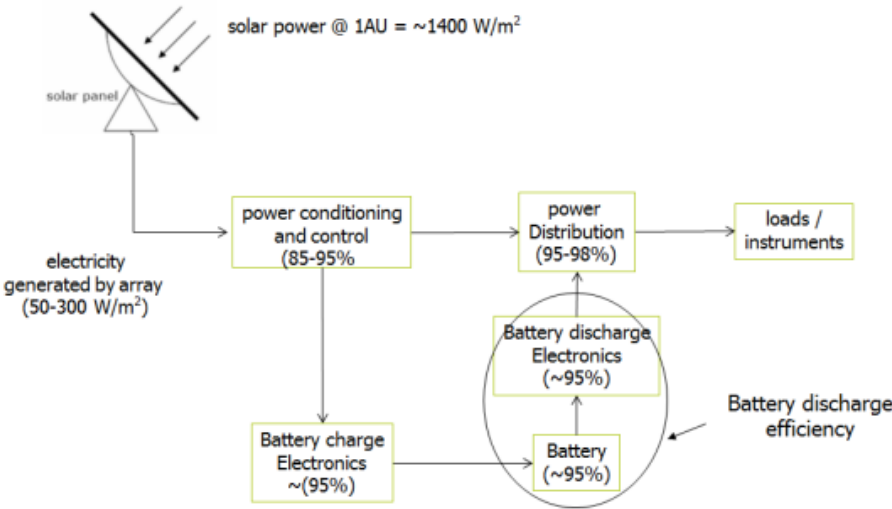 solar power @ 1AU = ~1400 W/m²
solar panel
power conditioning
and control
(85-95%
power
Distribution
(95-98%)
loads /
instruments
electricity
generated by array
(50-300 W/m²)
Battery discharge
Electronics
(~95%)
Battery discharge
efficiency
Battery charge
Electronics
~(95%)
Battery
(~95%)